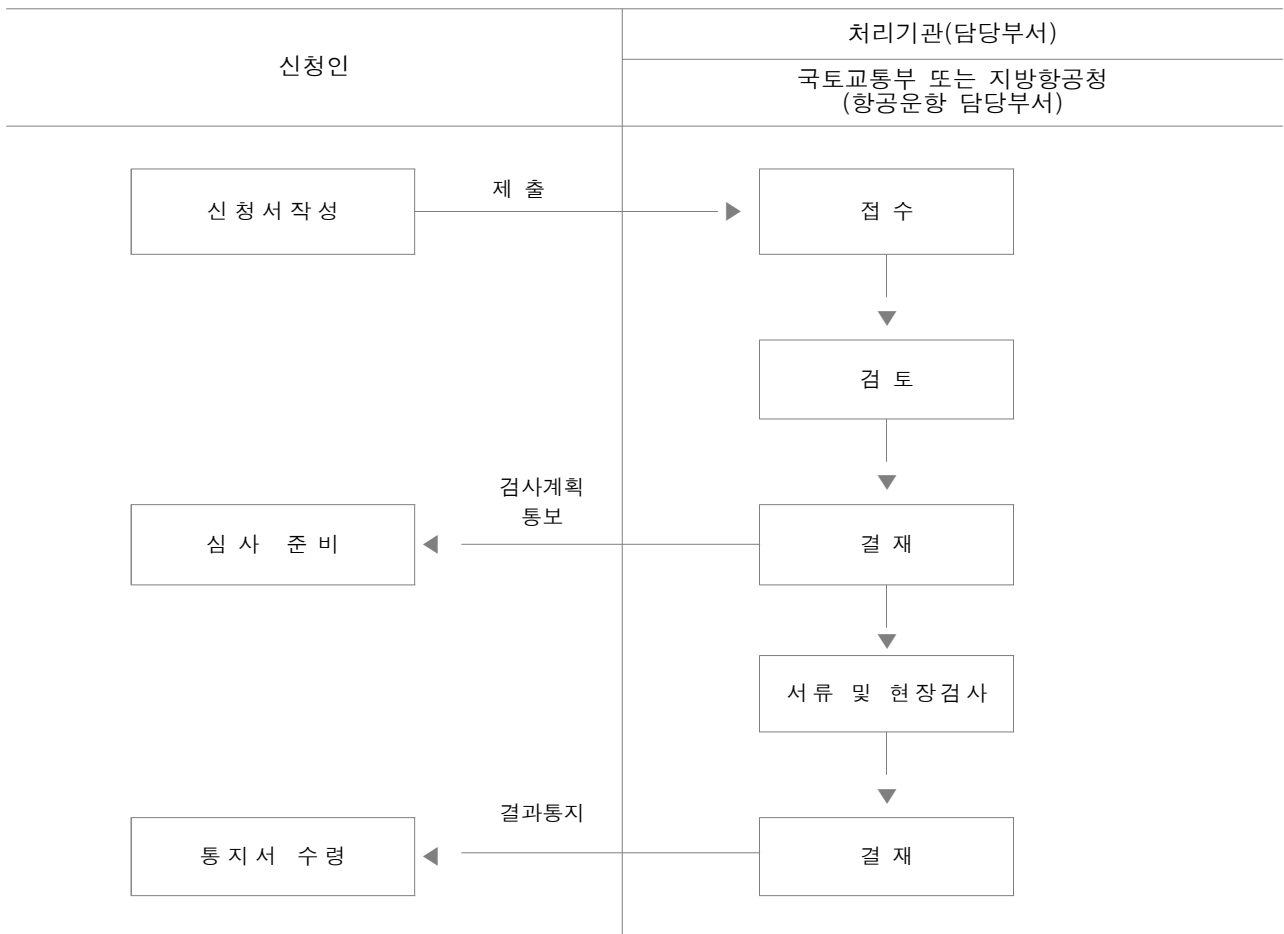 신청인
처리기관(담당부서)
국토교통부 또는 지방항공청
(항공운항 담당부서)
신청서작성
제 출
접 수
검 토
검사계획
통보
심 사 준 비
결 재
서류 및 현장검사
결과통지
통지서 수령
결 재